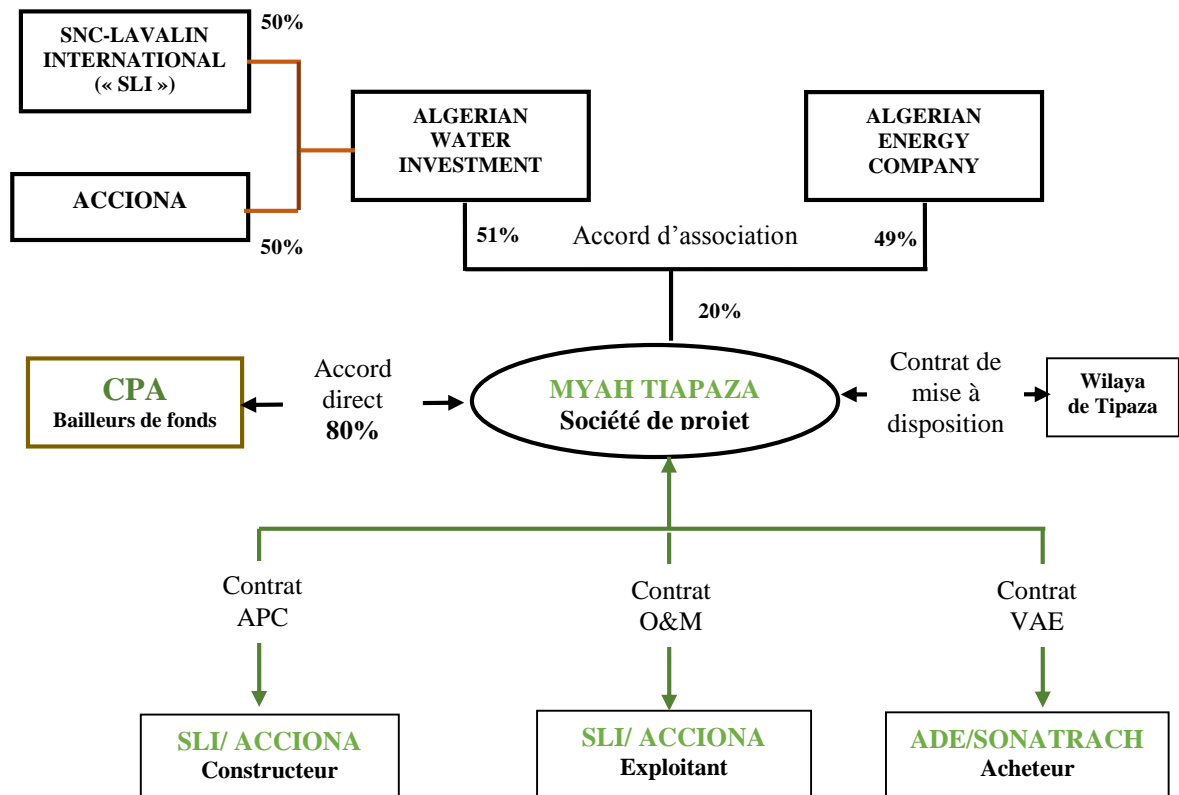 50%
SNC-LAVALIN
INTERNATIONAL
(« SLI »)
ACCIONA
50%
ALGERIAN
WATER
INVESTMENT
ALGERIAN
ENERGY
COMPANY
51%
Accord d’association
49%
20%
CPA
Bailleurs de fonds
Accord
direct
80%
MYAH TIAPAZA
Société de projet
Contrat de
mise à
disposition
Wilaya
de Tipaza
Contrat
APC
Contrat
O&M
Contrat
VAE
SLI/ ACCIONA
Constructeur
SLI/ ACCIONA
Exploitant
ADE/SONATRACH
Acheteur